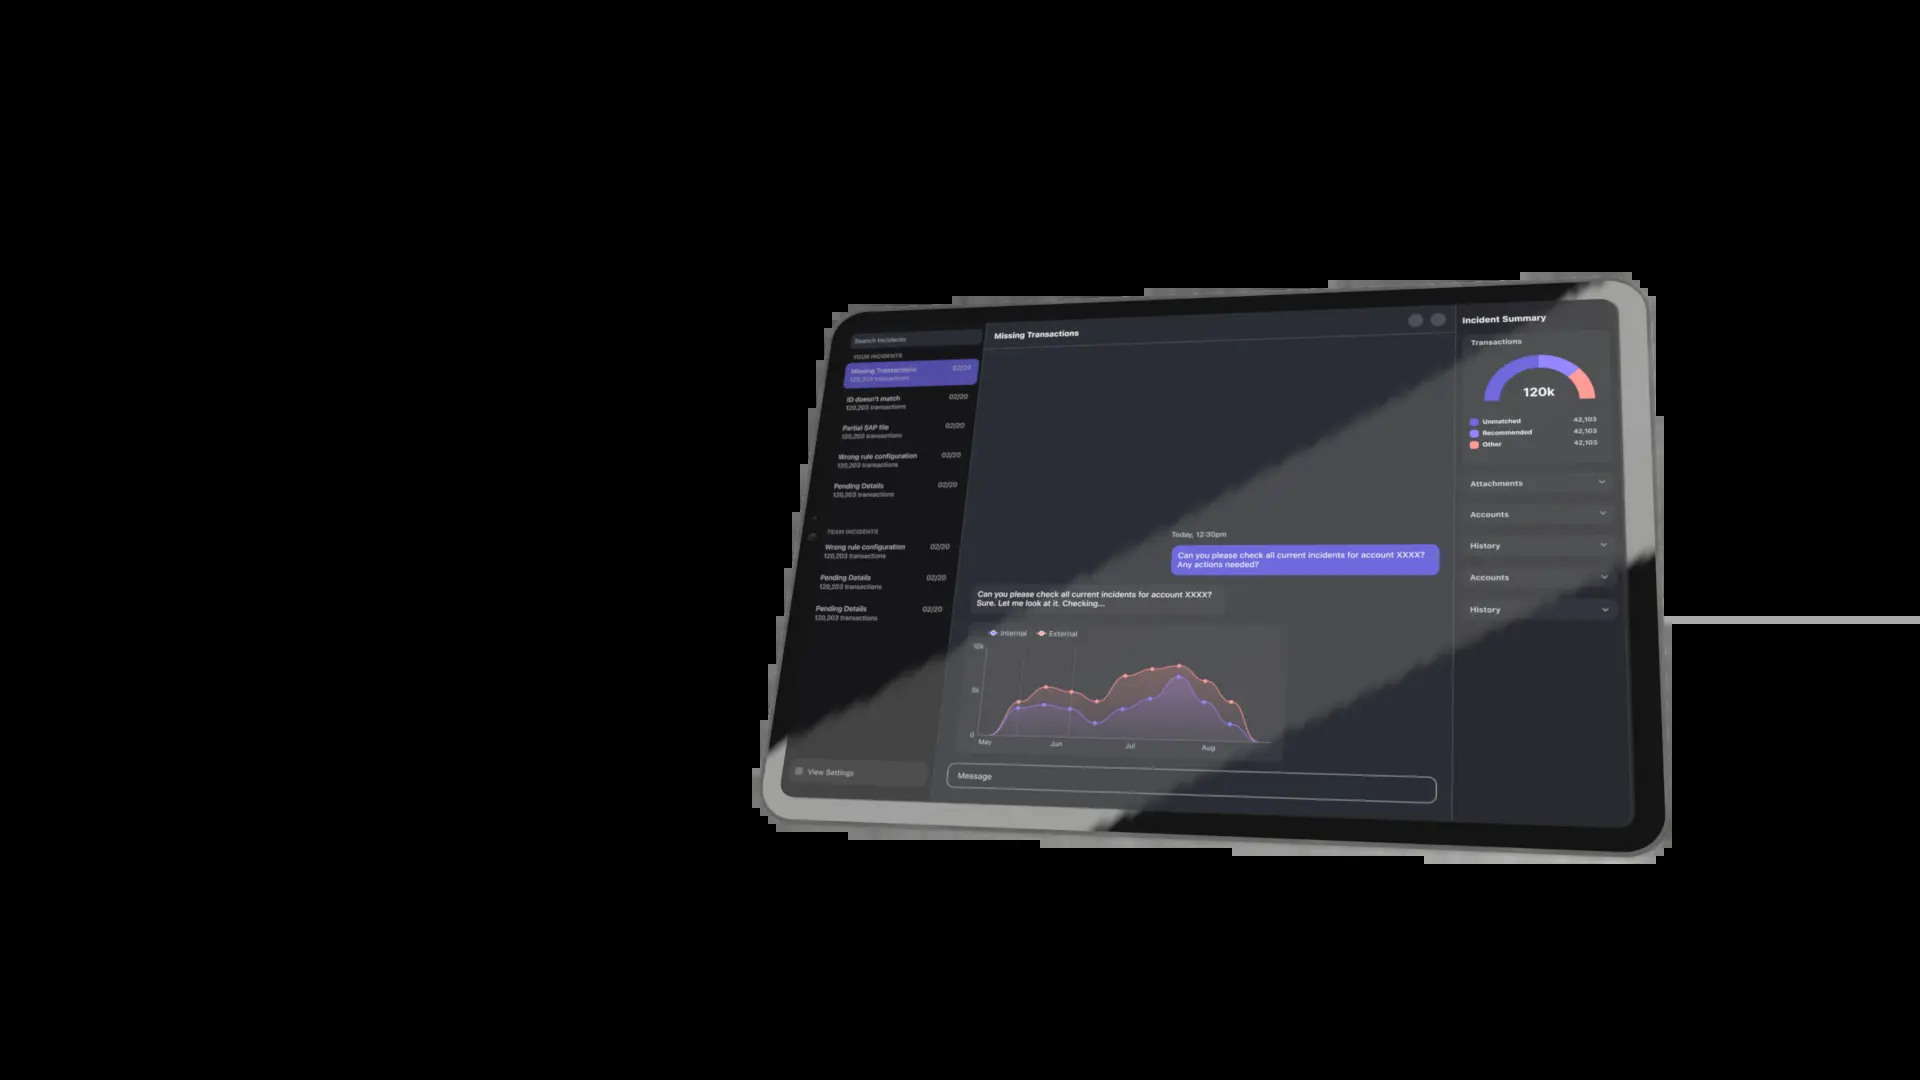 Search Incidents
YOUR INCIDENTS
Missing Transactions 02/20
120,203 transactions
ID doesn't match 02/20
120,203 transactions
Partial SAP file 02/20
120,203 transactions
Wrong rule configuration 02/20
120,203 transactions
Pending Details 02/20
120,203 transactions
TEAM INCIDENTS
Wrong rule configuration 02/20
120,203 transactions
Pending Details 02/20
120,203 transactions
Pending Details 02/20
120,203 transactions
View Settings
Missing Transactions
Today, 12:30pm
Can you please check all current incidents for account XXXX?
Any actions needed?
Can you please check all current incidents for account XXXX?
Sure. Let me look at it. Checking...
Internal External
10k
5k
0
May Jun Jul Aug
Message
Incident Summary
Transactions
120k
Unmatched 42,103
Recommended 42,103
Other 42,103
Attachments
Accounts
History
Accounts
History